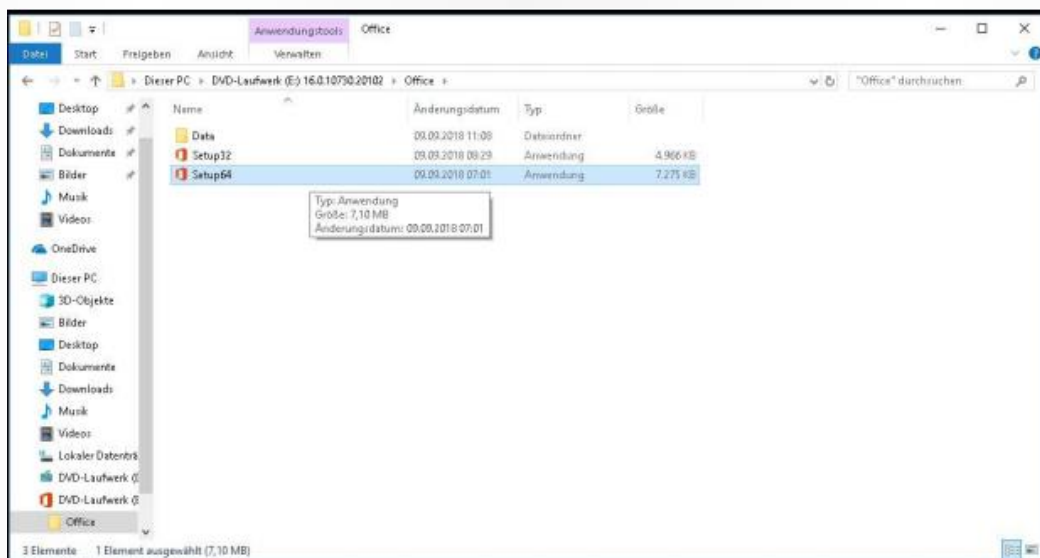 Anwendungstools Office
Datei Start Freigeben Ansicht Verwalten
Dieser PC DVD-Laufwerk (E:) 16.0.10730.20102 Office "Office" durchsuchen
Name Änderungsdatum Typ Größe
Data 09.09.2018 11:08 Dateiordner
Setup32 09.09.2018 08:29 Anwendung 4.966 KB
Setup64 09.09.2018 07:01 Anwendung 7.275 KB
Typ: Anwendung
Größe: 7,10 MB
Änderungsdatum: 09.09.2018 07:01
Desktop
Downloads
Dokumente
Bilder
Musik
Videos
OneDrive
Dieser PC
3D-Objekte
Bilder
Desktop
Dokumente
Downloads
Musik
Videos
Lokaler Datenträ
DVD-Laufwerk (
DVD-Laufwerk (
Office
3 Elemente 1 Element ausgewählt (7,10 MB)